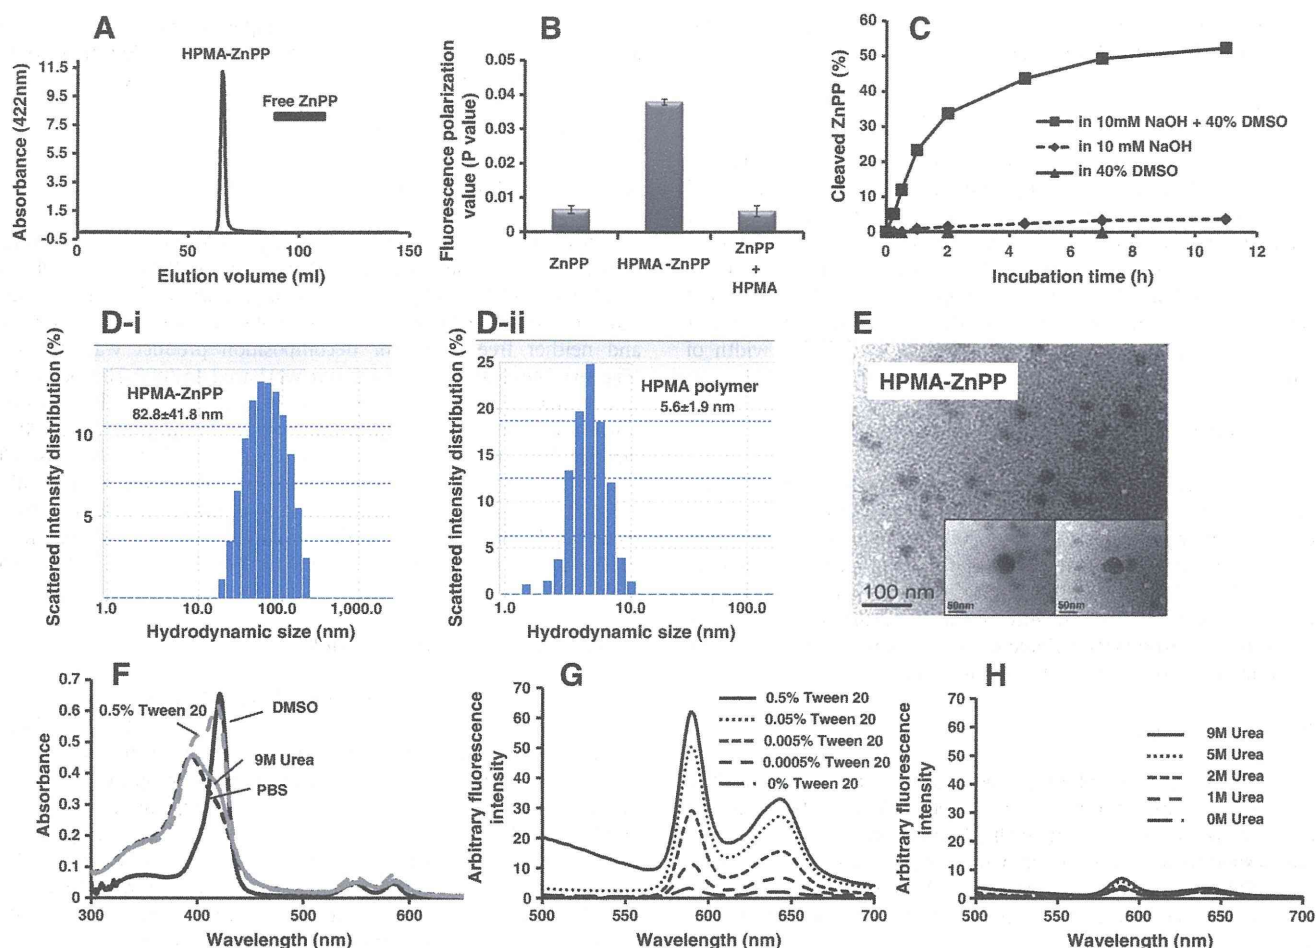 A
HPMA-ZnPP
Free ZnPP
Absorbance (422nm)
11.5
9.5
7.5
5.5
3.5
1.5
-0.5
0 50 100 150
Elution volume (ml)
B
Fluorescence polarization
value (P value)
0.05
0.04
0.03
0.02
0.01
0
ZnPP HPMA-ZnPP ZnPP
+
HPMA
C
Cleaved ZnPP (%)
60
50
40
30
20
10
0
in 10mM NaOH + 40% DMSO
in 10 mM NaOH
in 40% DMSO
0 2 4 6 8 10 12
Incubation time (h)
D-i
Scattered intensity distribution (%)
HPMA-ZnPP
82.8±41.8 nm
10
5
1.0 10.0 100.0 1,000.0
Hydrodynamic size (nm)
D-ii
Scattered intensity distribution (%)
HPMA polymer
5.6±1.9 nm
25
20
15
10
5
0
1.0 10.0 100.0
Hydrodynamic size (nm)
E
HPMA-ZnPP
100 nm
50nm
50nm
F
Absorbance
0.7
0.6
0.5
0.4
0.3
0.2
0.1
0
0.5% Tween 20
DMSO
9M Urea
PBS
300 400 500 600
Wavelength (nm)
G
Arbitrary fluorescence
intensity
70
60
50
40
30
20
10
0
0.5% Tween 20
0.05% Tween 20
0.005% Tween 20
0.0005% Tween 20
0% Tween 20
500 550 600 650 700
Wavelength (nm)
H
Arbitrary fluorescence
intensity
70
60
50
40
30
20
10
0
9M Urea
5M Urea
2M Urea
1M Urea
0M Urea
500 550 600 650 700
Wavelength (nm)